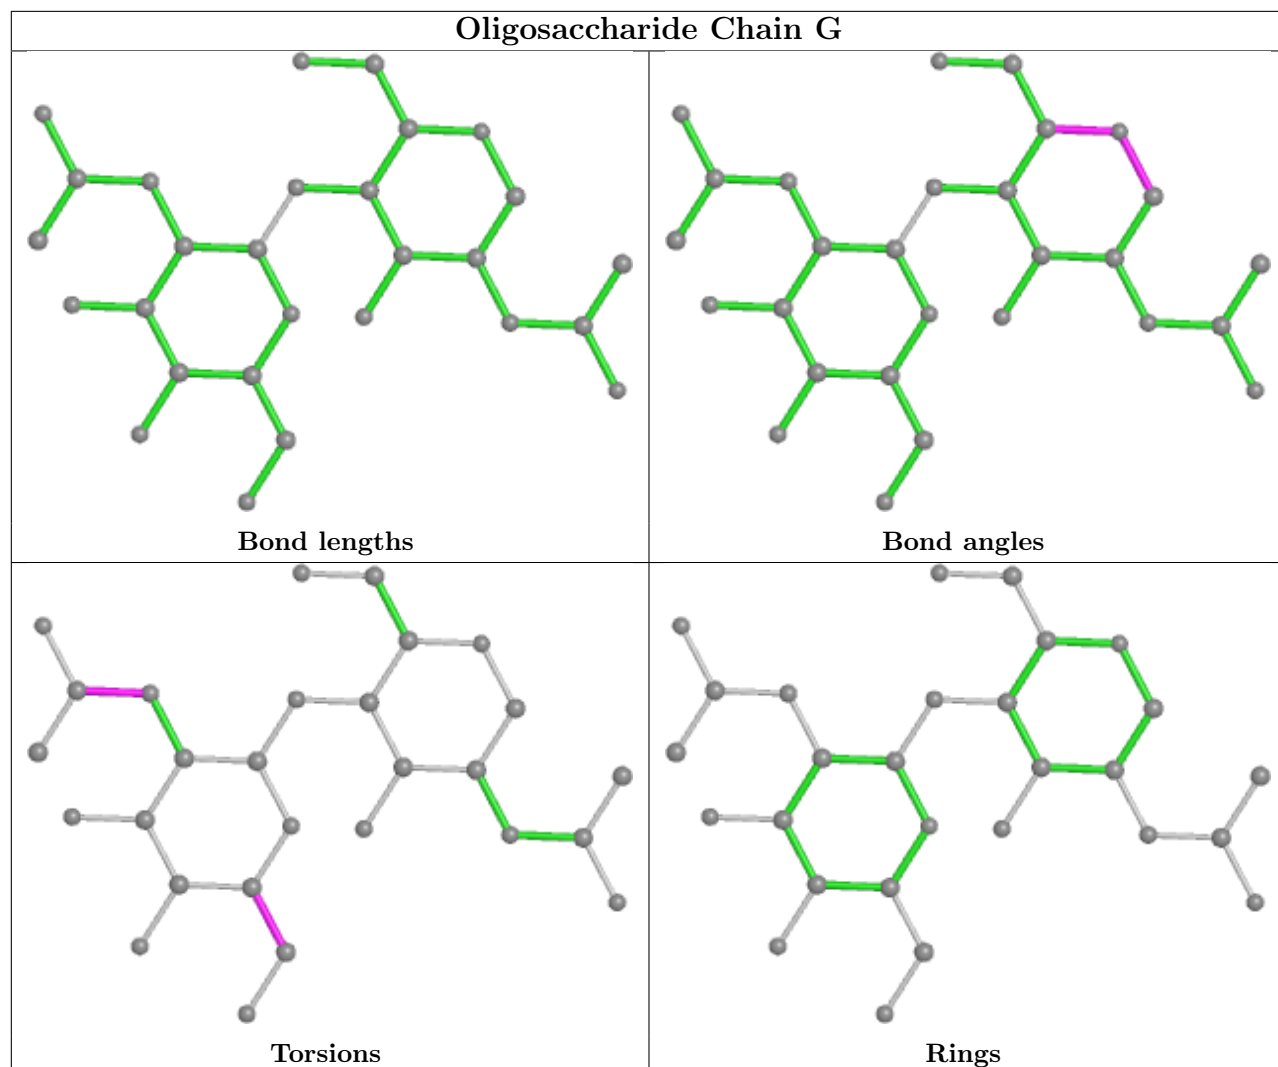 Oligosaccharide Chain G
Bond lengths
Bond angles
Torsions
Rings